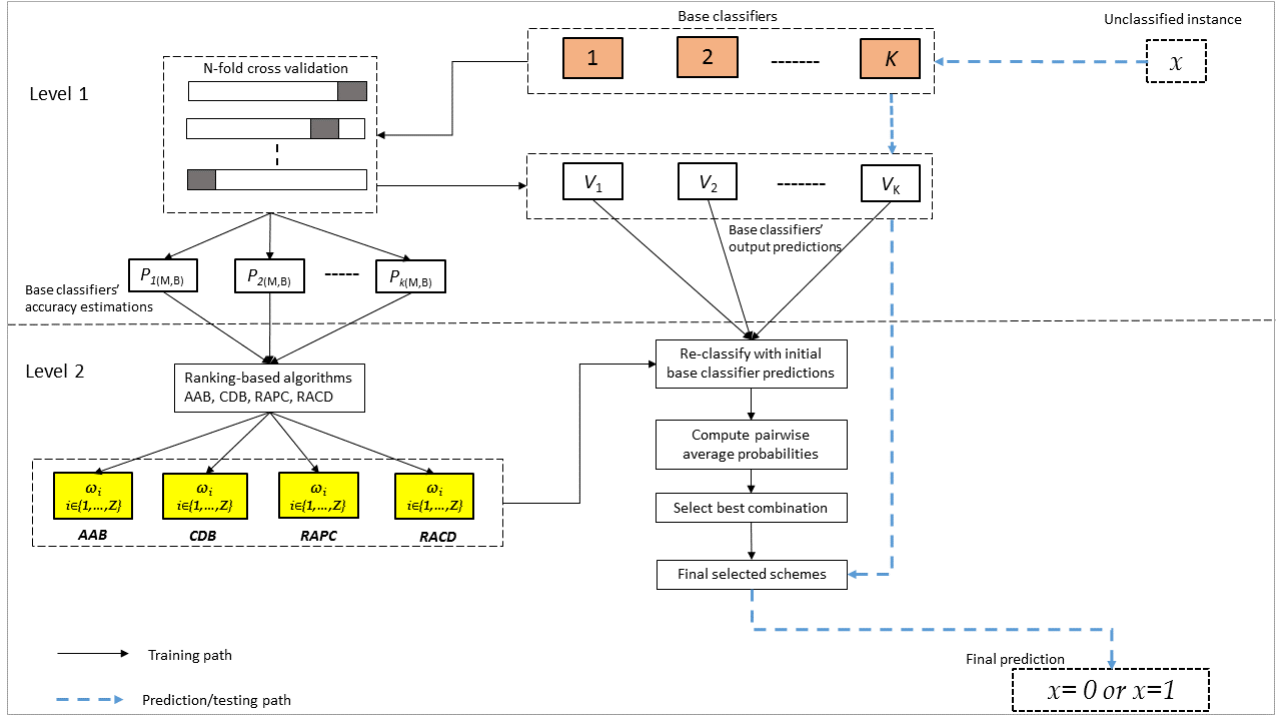 Base classifiers
Unclassified instance
1
2
-------
K
x
Level 1
N-fold cross validation
V1
V2
-------
VK
Base classifiers’
output predictions
P1(M,B)
P2(M,B)
-----
Pk(M,B)
Base classifiers’
accuracy estimations
Level 2
Ranking-based algorithms
AAB, CDB, RAPC, RACD
Re-classify with initial
base classifier predictions
Compute pairwise
average probabilities
ωi
i∈{1,...,Z}
ωi
i∈{1,...,Z}
ωi
i∈{1,...,Z}
ωi
i∈{1,...,Z}
AAB
CDB
RAPC
RACD
Select best combination
Final selected schemes
Training path
Prediction/testing path
Final prediction
x= 0 or x=1